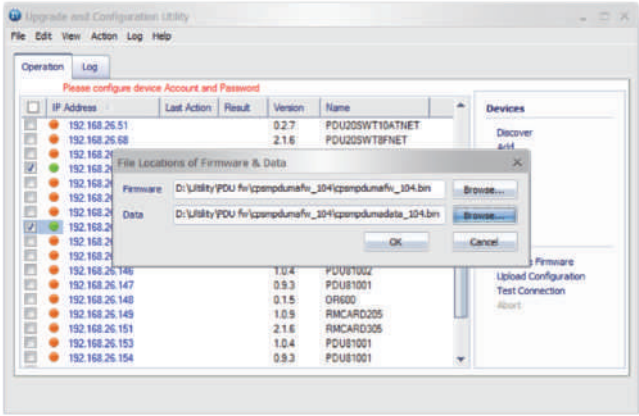 Upgrade and Configuration Utility
File Edit View Action Log Help
Operation Log
Please configure device Account and Password
IP Address Last Action Result Version Name
Devices
192.168.26.51 0.2.7 PDU20SWT10ATNET
Discover
192.168.26.68 2.1.6 PDU20SWT8FNET
Add
File Locations of Firmware & Data
Firmware D:\Utility\PDU fw\cpsmpdumafw_104\cpsmpdumafw_104.bin Browse...
Data D:\Utility\PDU fw\cpsmpdumafw_104\cpsmpdumadata_104.bin Browse...
OK Cancel
Firmware
192.168.26.146 1.0.4 PDU81002
Upload Configuration
192.168.26.147 0.9.3 PDU81001
Test Connection
192.168.26.148 0.1.5 OR600
Abort
192.168.26.149 1.0.9 RMCARD205
192.168.26.151 2.1.6 RMCARD305
192.168.26.153 1.0.4 PDU81001
192.168.26.154 0.9.3 PDU81001